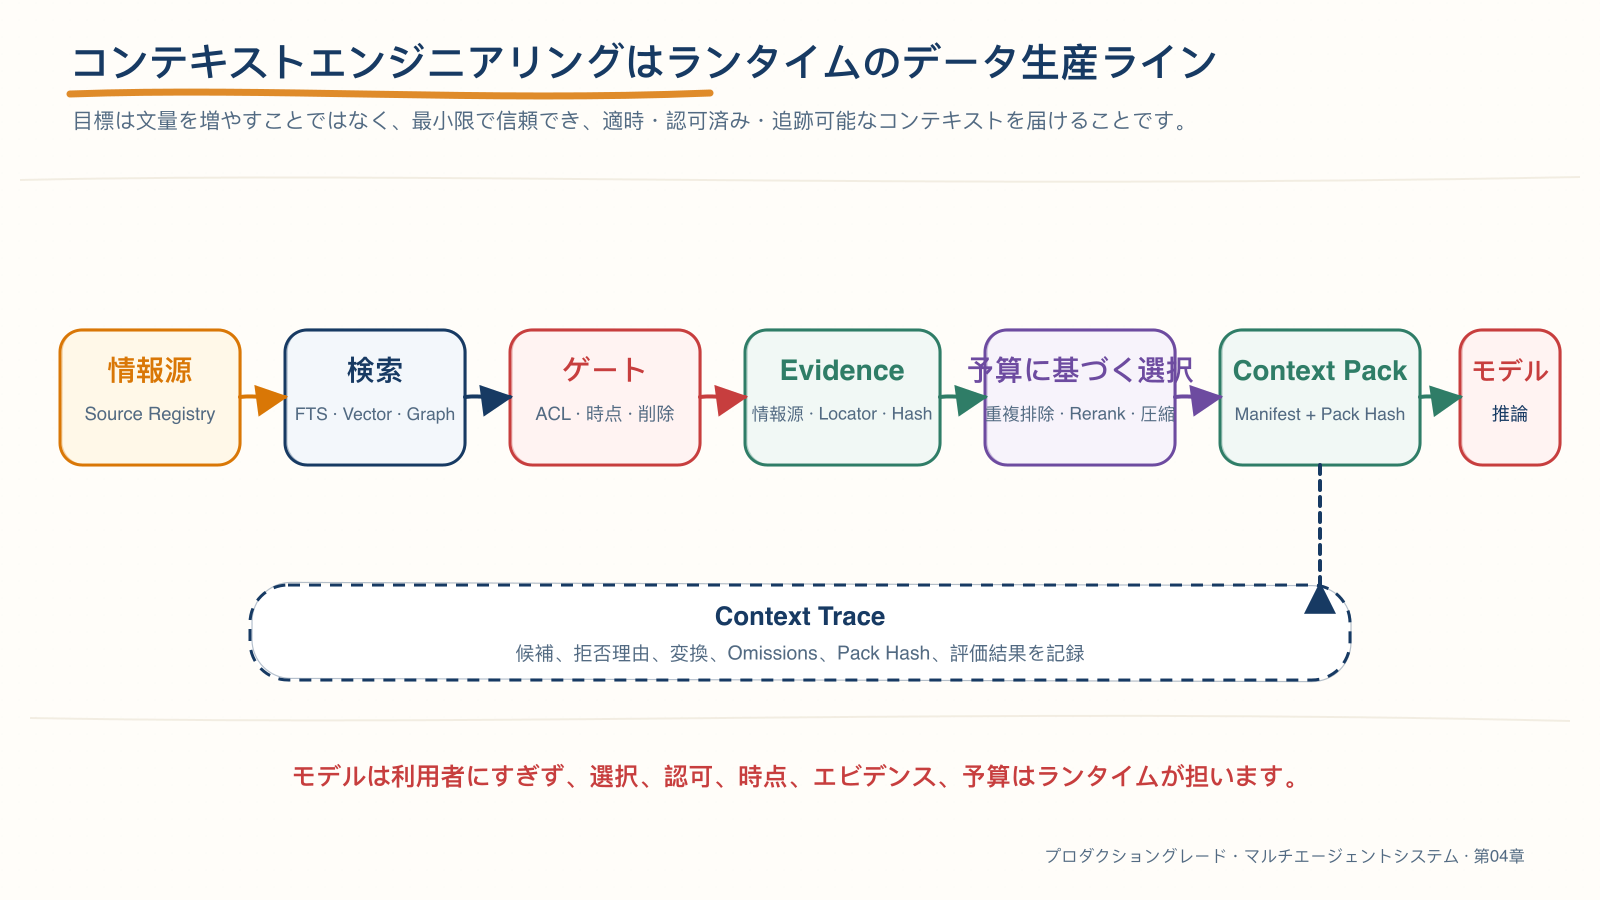 コンテキストエンジニアリングはランタイムのデータ生産ライン
目標は文量を増やすことではなく、最小限で信頼でき、適時・認可済み・追跡可能なコンテキストを届けることです。
情報源
Source Registry
検索
FTS · Vector · Graph
ゲート
ACL · 時点 · 削除
Evidence
情報源 · Locator · Hash
予算に基づく選択
重複排除 · Rerank · 圧縮
Context Pack
Manifest + Pack Hash
モデル
推論
Context Trace
候補、拒否理由、変換、Omissions、Pack Hash、評価結果を記録
モデルは利用者にすぎず、選択、認可、時点、エビデンス、予算はランタイムが担います。
プロダクショングレード・マルチエージェントシステム · 第04章